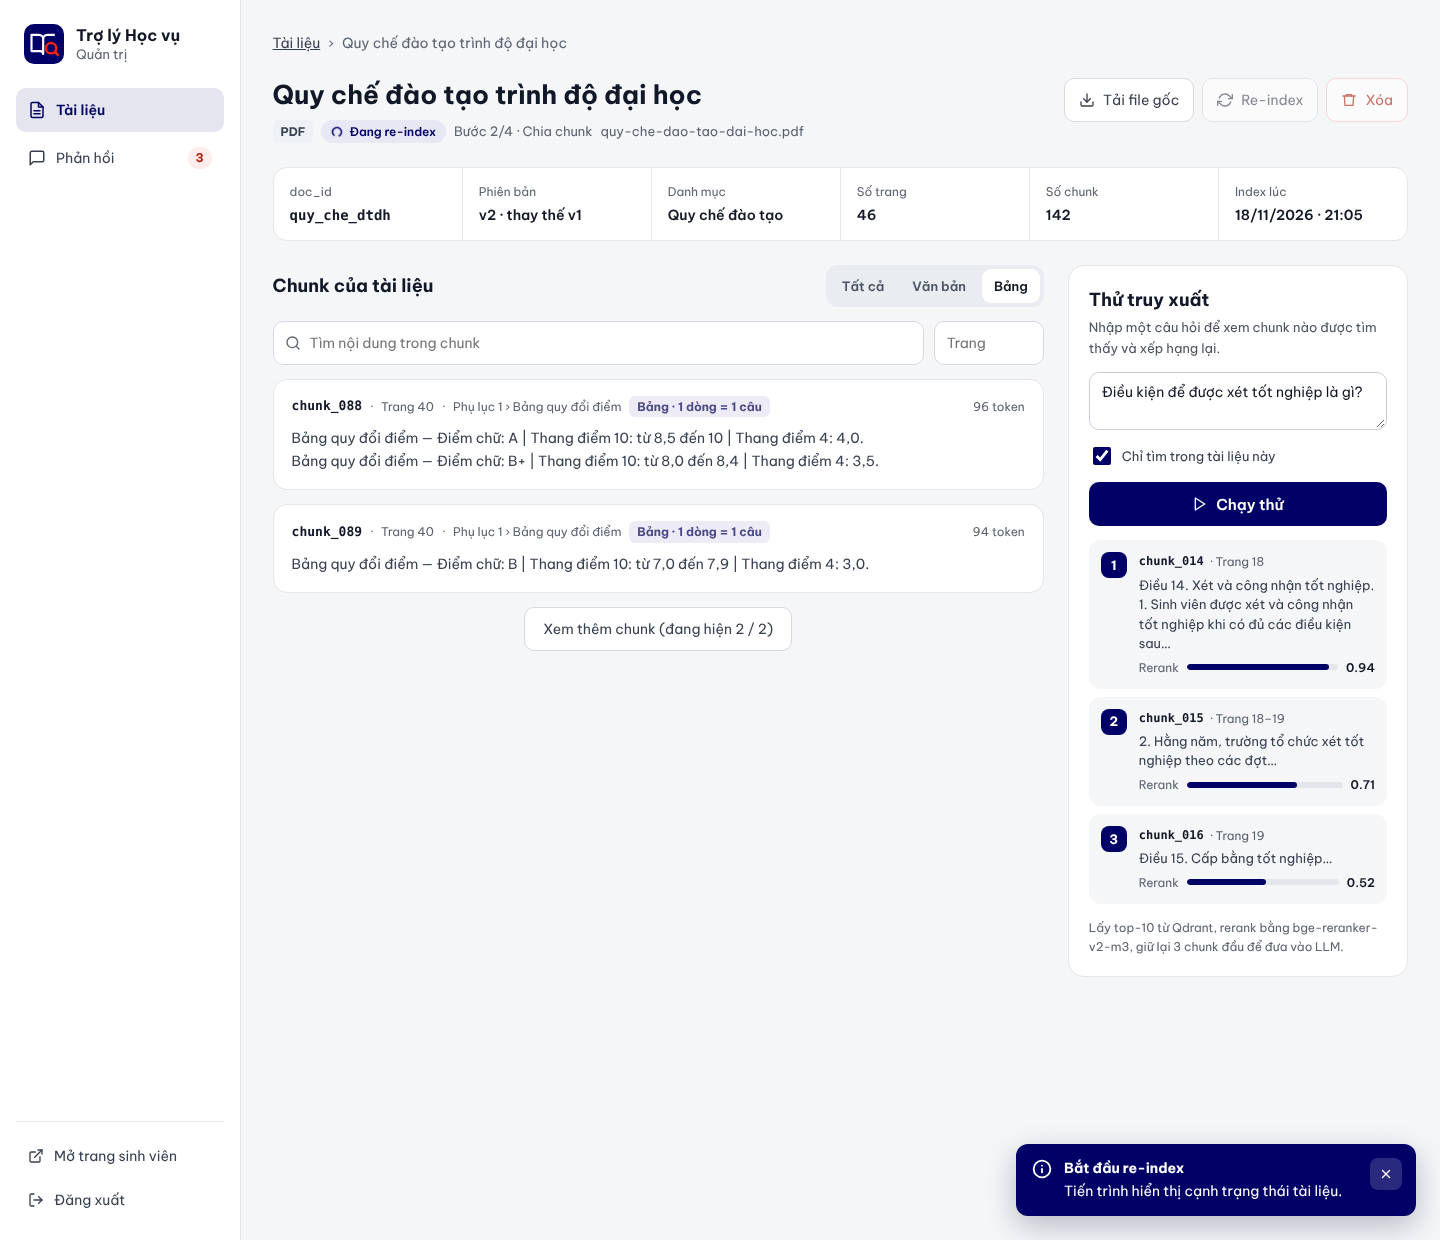 Trợ lý Học vụ
Quản trị
Tài liệu
Phản hồi 3
Mở trang sinh viên
Đăng xuất
Tài liệu › Quy chế đào tạo trình độ đại học
Quy chế đào tạo trình độ đại học
Tải file gốc Re-index Xóa
PDF Đang re-index Bước 2/4 · Chia chunk quy-che-dao-tao-dai-hoc.pdf
doc_id
quy_che_dtdh
Phiên bản
v2 · thay thế v1
Danh mục
Quy chế đào tạo
Số trang
46
Số chunk
142
Index lúc
18/11/2026 · 21:05
Chunk của tài liệu
Tất cả Văn bản Bảng
Tìm nội dung trong chunk
Trang
chunk_088 · Trang 40 · Phụ lục 1 › Bảng quy đổi điểm Bảng · 1 dòng = 1 câu 96 token
Bảng quy đổi điểm — Điểm chữ: A | Thang điểm 10: từ 8,5 đến 10 | Thang điểm 4: 4,0.
Bảng quy đổi điểm — Điểm chữ: B+ | Thang điểm 10: từ 8,0 đến 8,4 | Thang điểm 4: 3,5.
chunk_089 · Trang 40 · Phụ lục 1 › Bảng quy đổi điểm Bảng · 1 dòng = 1 câu 94 token
Bảng quy đổi điểm — Điểm chữ: B | Thang điểm 10: từ 7,0 đến 7,9 | Thang điểm 4: 3,0.
Xem thêm chunk (đang hiện 2 / 2)
Thử truy xuất
Nhập một câu hỏi để xem chunk nào được tìm
thấy và xếp hạng lại.
Điều kiện để được xét tốt nghiệp là gì?
Chỉ tìm trong tài liệu này
Chạy thử
1 chunk_014 · Trang 18
Điều 14. Xét và công nhận tốt nghiệp.
1. Sinh viên được xét và công nhận
tốt nghiệp khi có đủ các điều kiện
sau…
Rerank 0.94
2 chunk_015 · Trang 18–19
2. Hằng năm, trường tổ chức xét tốt
nghiệp theo các đợt…
Rerank 0.71
3 chunk_016 · Trang 19
Điều 15. Cấp bằng tốt nghiệp…
Rerank 0.52
Lấy top-10 từ Qdrant, rerank bằng bge-reranker-
v2-m3, giữ lại 3 chunk đầu để đưa vào LLM.
Bắt đầu re-index
Tiến trình hiển thị cạnh trạng thái tài liệu.